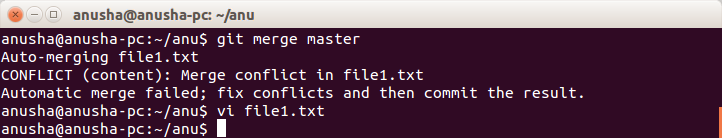 anusha@anusha-pc: ~/anu
anusha@anusha-pc:~/anu$ git merge master
Auto-merging file1.txt
CONFLICT (content): Merge conflict in file1.txt
Automatic merge failed; fix conflicts and then commit the result.
anusha@anusha-pc:~/anu$ vi file1.txt
anusha@anusha-pc:~/anu$